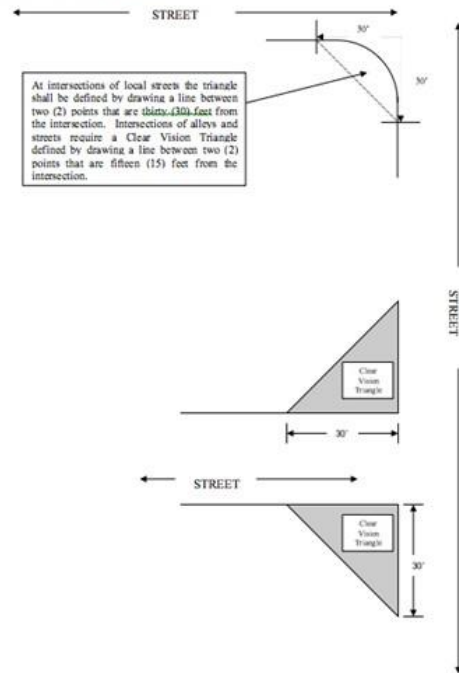 STREET
30'
30'
At intersections of local streets the triangle
shall be defined by drawing a line between
two (2) points that are thirty (30) feet from
the intersection. Intersections of alleys and
streets require a Clear Vision Triangle
defined by drawing a line between two (2)
points that are fifteen (15) feet from the
intersection.
STREET
Clear
Vision
Triangle
30'
STREET
Clear
Vision
Triangle
30'